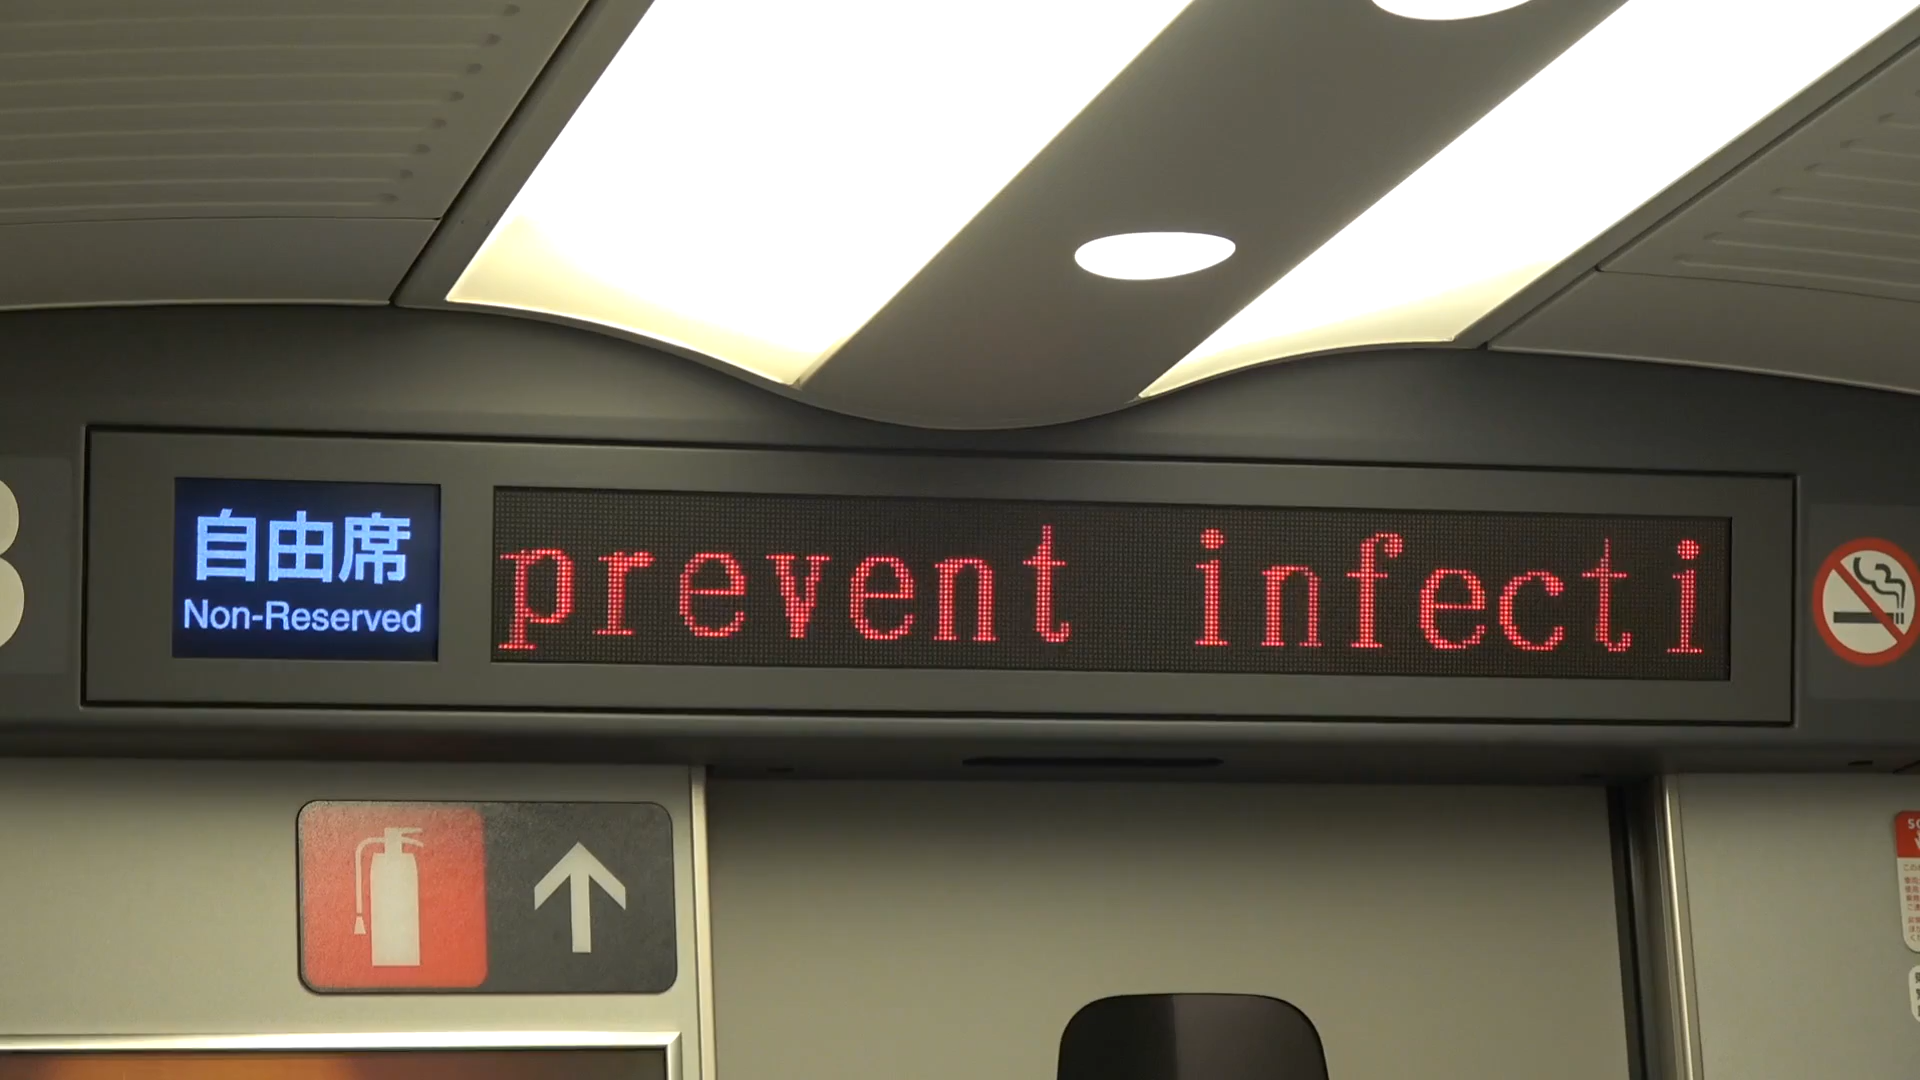 自由席
Non-Reserved
prevent infecti